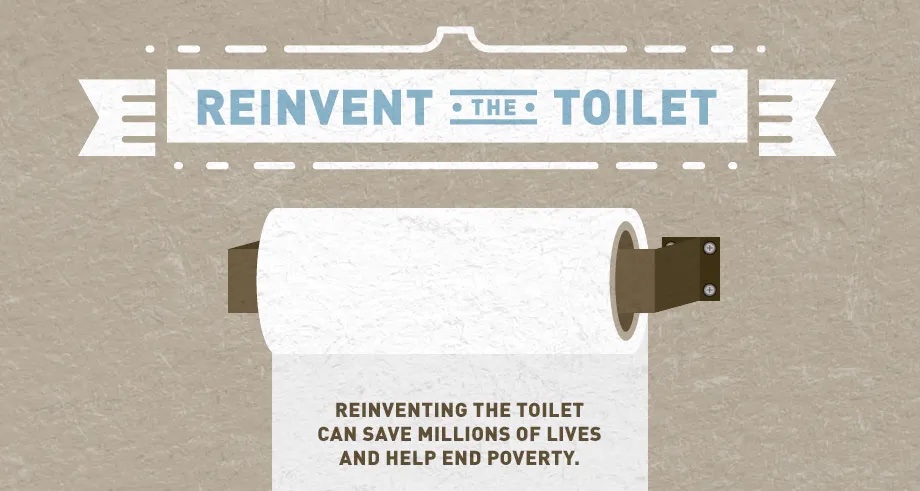 REINVENT THE TOILET
REINVENTING THE TOILET
CAN SAVE MILLIONS OF LIVES
AND HELP END POVERTY.